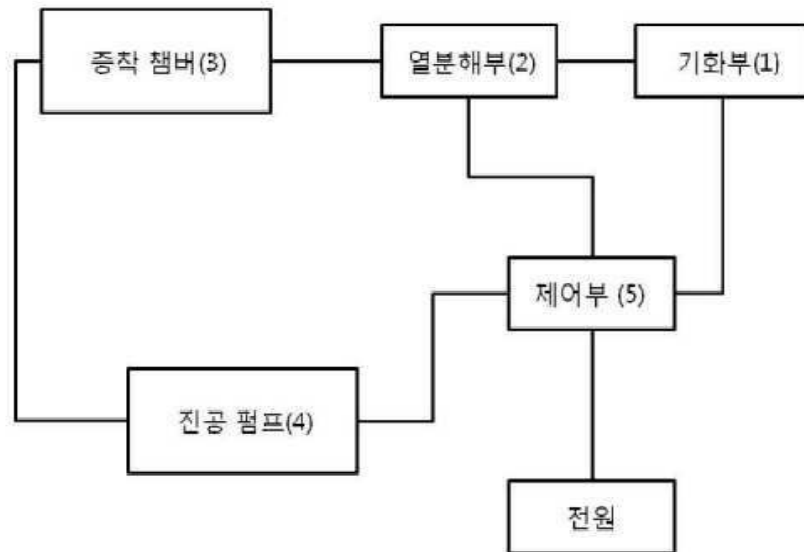 증착 챔버(3)
열분해부(2)
기화부(1)
제어부 (5)
진공 펌프(4)
전원